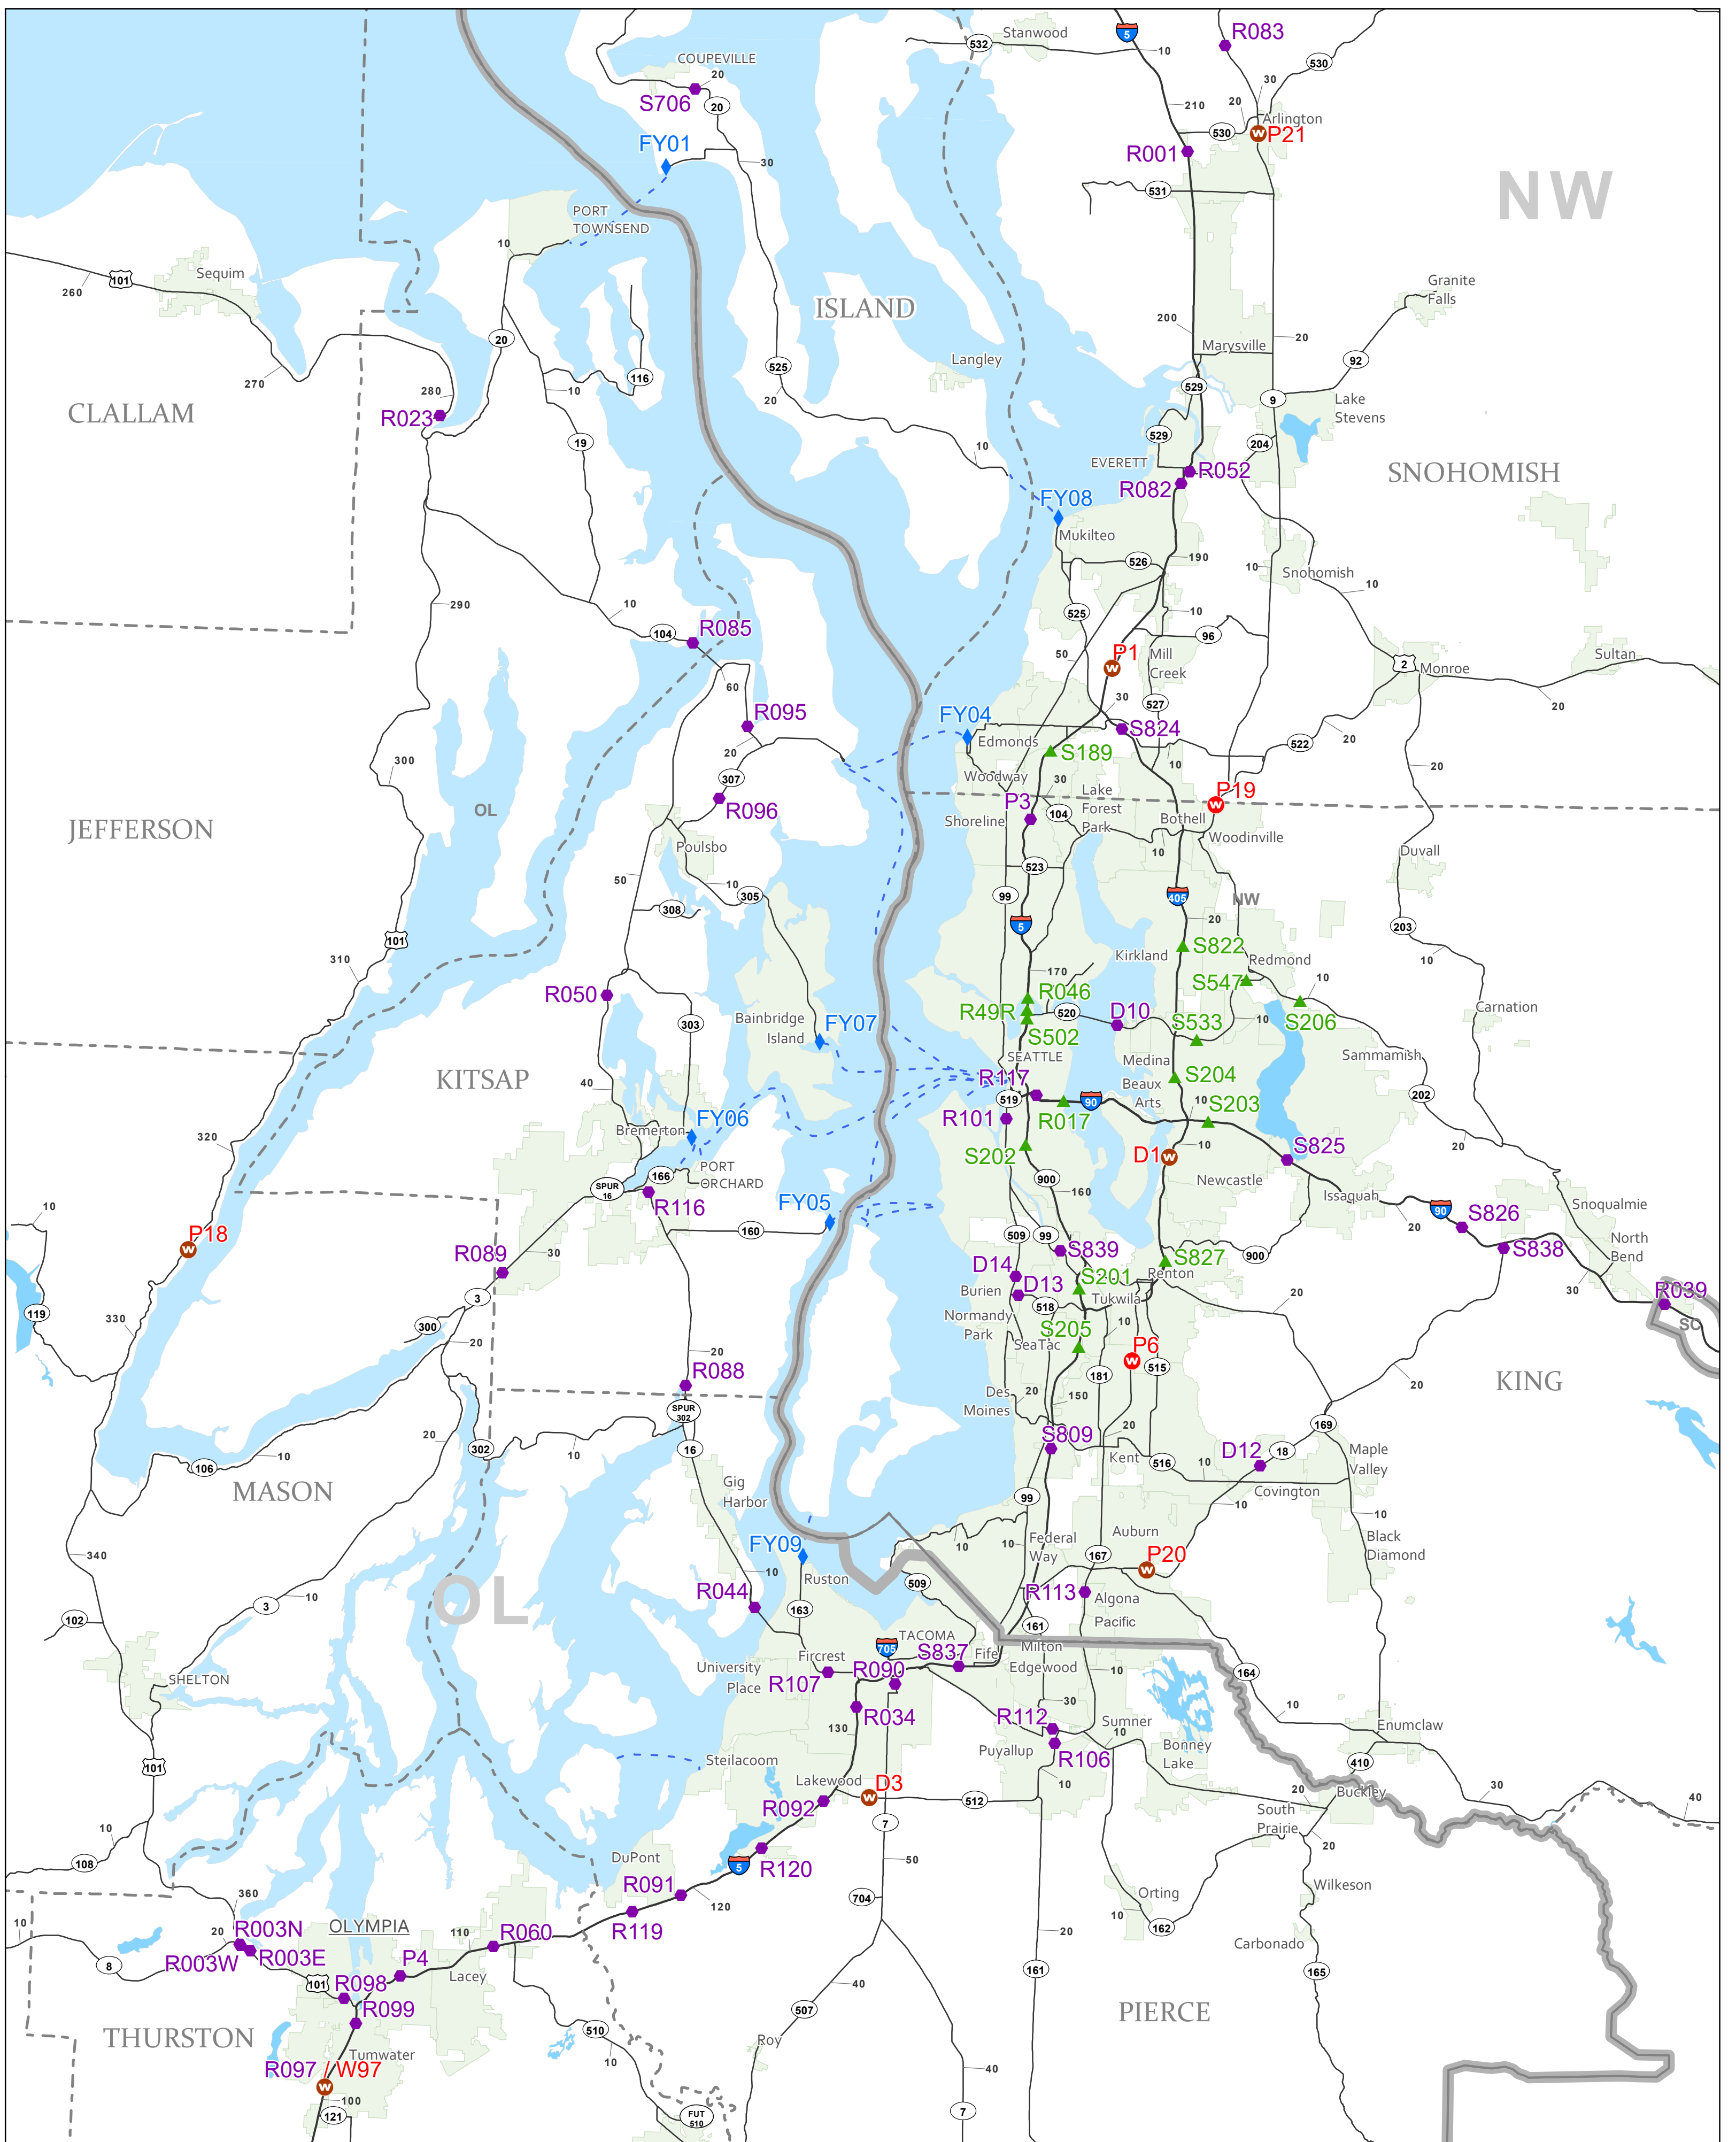 Stanwood
532
5
10
R083
530
COUPEVILLE
20
S706
20
30
20
210
Arlington
530
P21
FY01
R001
30
NW
531
PORT
TOWNSEND
10
Sequim
101
260
ISLAND
Granite
Falls
20
200
20
Marysville
92
Langley
116
525
270
280
10
529
20
9
Lake
Stevens
CLALLAM
R023
19
529
204
10
EVERETT
R052
SNOHOMISH
R082
FY08
Mukilteo
526
190
Snohomish
10
10
290
10
525
10
104
R085
96
50
P1
Mill
Creek
2
Monroe
Sultan
60
30
527
20
R095
FY04
Edmonds
S824
522
20
20
S189
300
307
Woodway
30
10
20
R096
P3
Lake
Forest
Park
P19
OL
104
Shoreline
Bothell
JEFFERSON
Woodinville
Poulsbo
10
Duvall
523
50
10
305
99
405
NW
308
5
20
203
101
S822
310
Kirkland
Redmond
10
170
S547
10
R050
R046
R49R
520
D10
S206
Carnation
Bainbridge
Island
FY07
S502
S533
10
303
SEATTLE
Medina
Sammamish
KITSAP
R117
S204
40
Beaux
Arts
202
519
90
10
S203
FY06
R101
R017
Bremerton
320
S202
D1
10
S825
20
PORT
ORCHARD
166
SPUR
16
900
Newcastle
160
Issaquah
Snoqualmie
10
R116
FY05
90
S826
P18
160
509
99
20
North
Bend
R089
30
S839
900
S838
D14
S827
Renton
D13
S201
R039
3
Burien
Tukwila
20
30
119
518
330
300
Normandy
Park
S205
10
SC
20
SeaTac
20
P6
R088
181
515
KING
Des
Moines
20
150
20
SPUR
302
169
20
S809
20
302
16
D12
18
Maple
Valley
106
10
10
Kent
516
10
MASON
Gig
Harbor
Covington
99
10
10
Auburn
Black
Diamond
340
FY09
10
10
Federal
Way
167
P20
Ruston
10
509
OL
R044
R113
Algona
3
10
102
163
161
Pacific
705
TACOMA
S837
Fife
Milton
SHELTON
Fircrest
University
Place
R090
Edgewood
10
164
R107
30
R034
10
130
R112
Sumner
10
Enumclaw
Puyallup
R106
Bonney
Lake
Steilacoom
101
410
10
Lakewood
D3
R092
512
20
Buckley
30
40
10
7
South
Prairie
108
R120
20
DuPont
5
50
R091
Wilkeson
360
120
704
Orting
10
R119
20
R003N
OLYMPIA
10
162
20
110
R060
R003W
R003E
P4
Carbonado
8
Lacey
161
165
101
R098
40
R099
507
PIERCE
THURSTON
510
Tumwater
10
Roy
R097 / W97
40
100
121
FUT
510
7